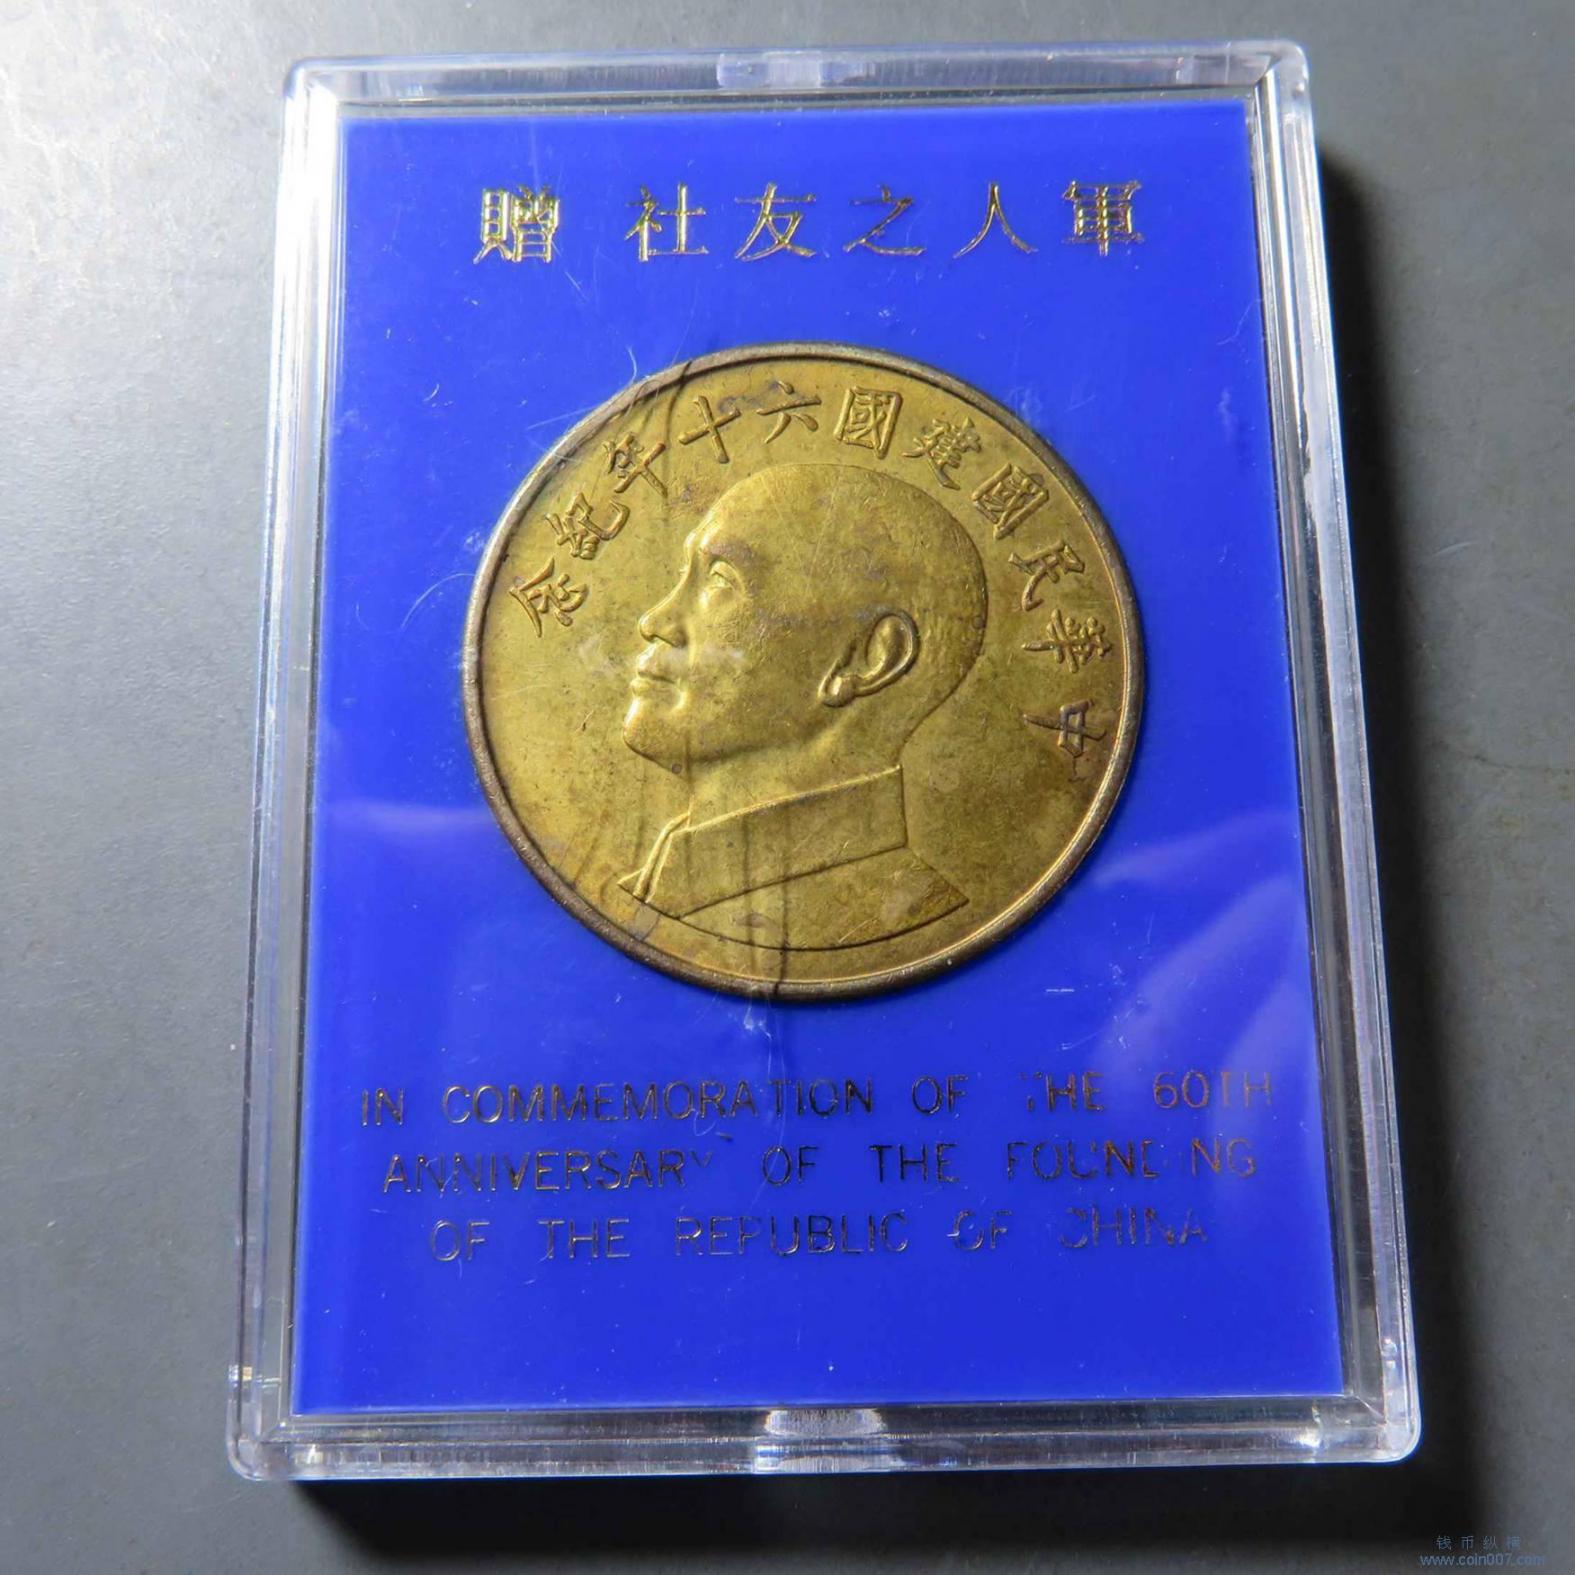 軍人之友社 贈
中華民國建國六十年紀念
IN COMMEMORATION OF THE 60TH
ANNIVERSARY OF THE FOUNDING
OF THE REPUBLIC OF CHINA
钱币纵横
www.coin007.com